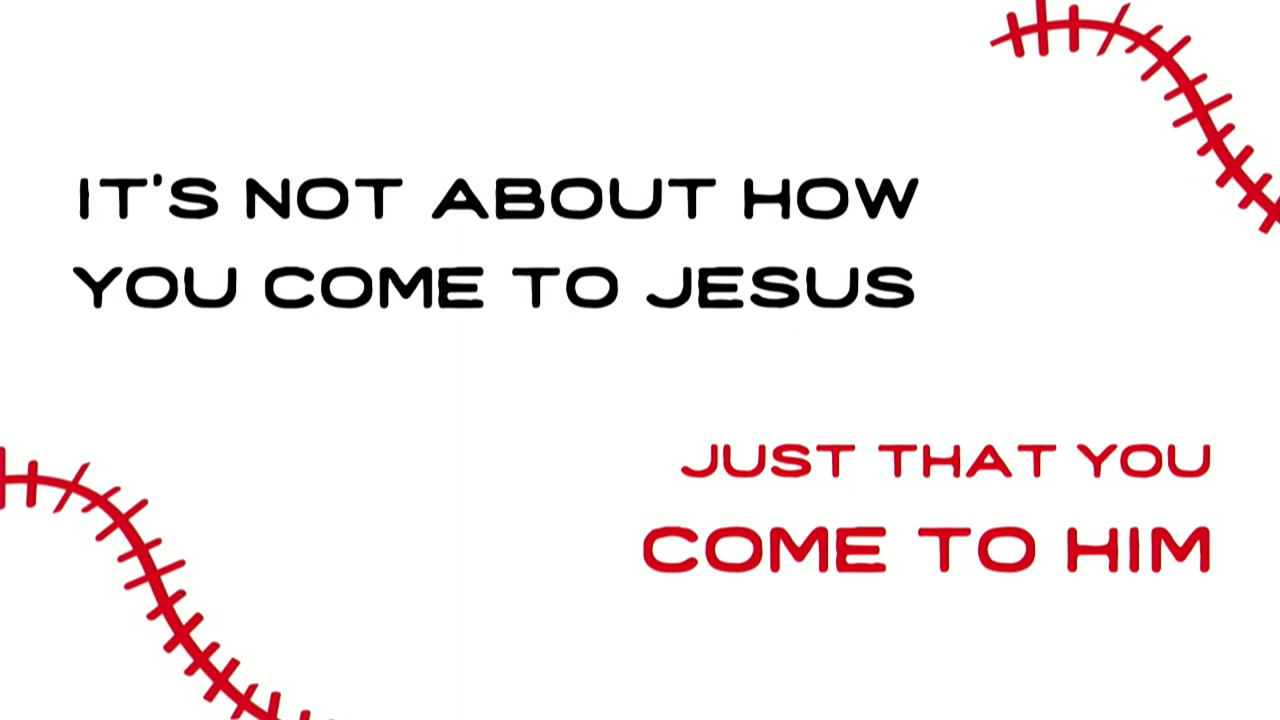 IT'S NOT ABOUT HOW
YOU COME TO JESUS
JUST THAT YOU
COME TO HIM